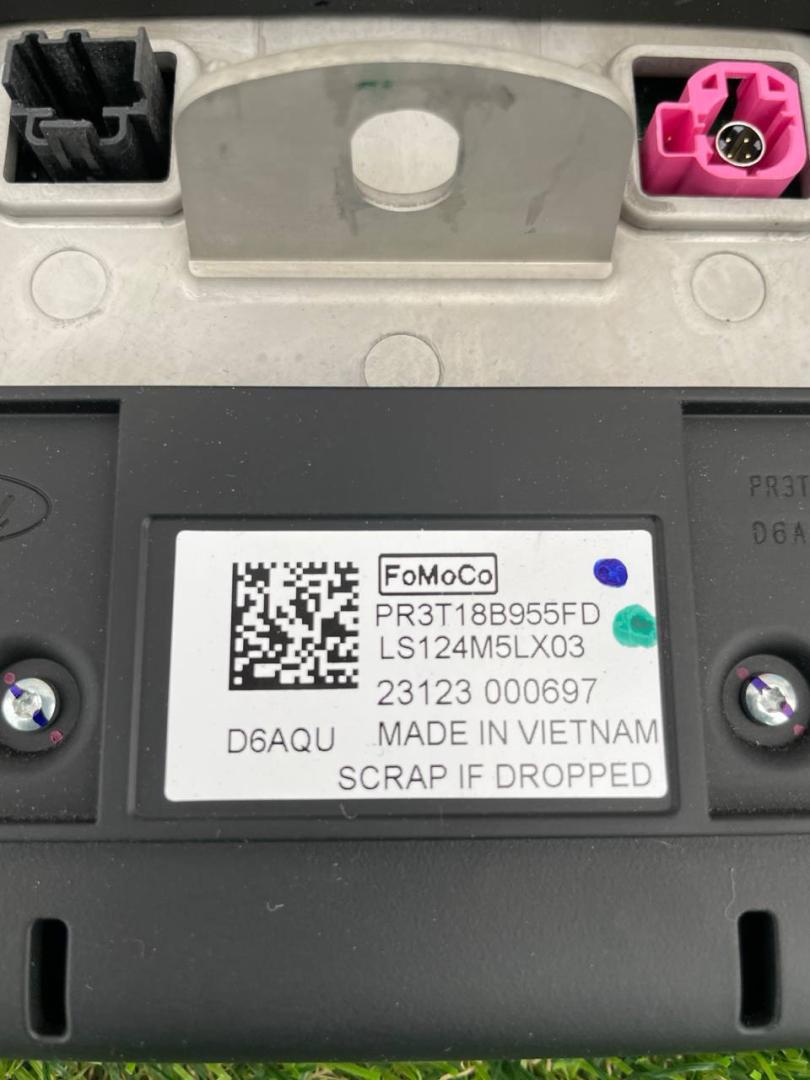 PR3T
D6A
FoMoCo
PR3T18B955FD
LS124M5LX03
23123 000697
D6AQU MADE IN VIETNAM
SCRAP IF DROPPED